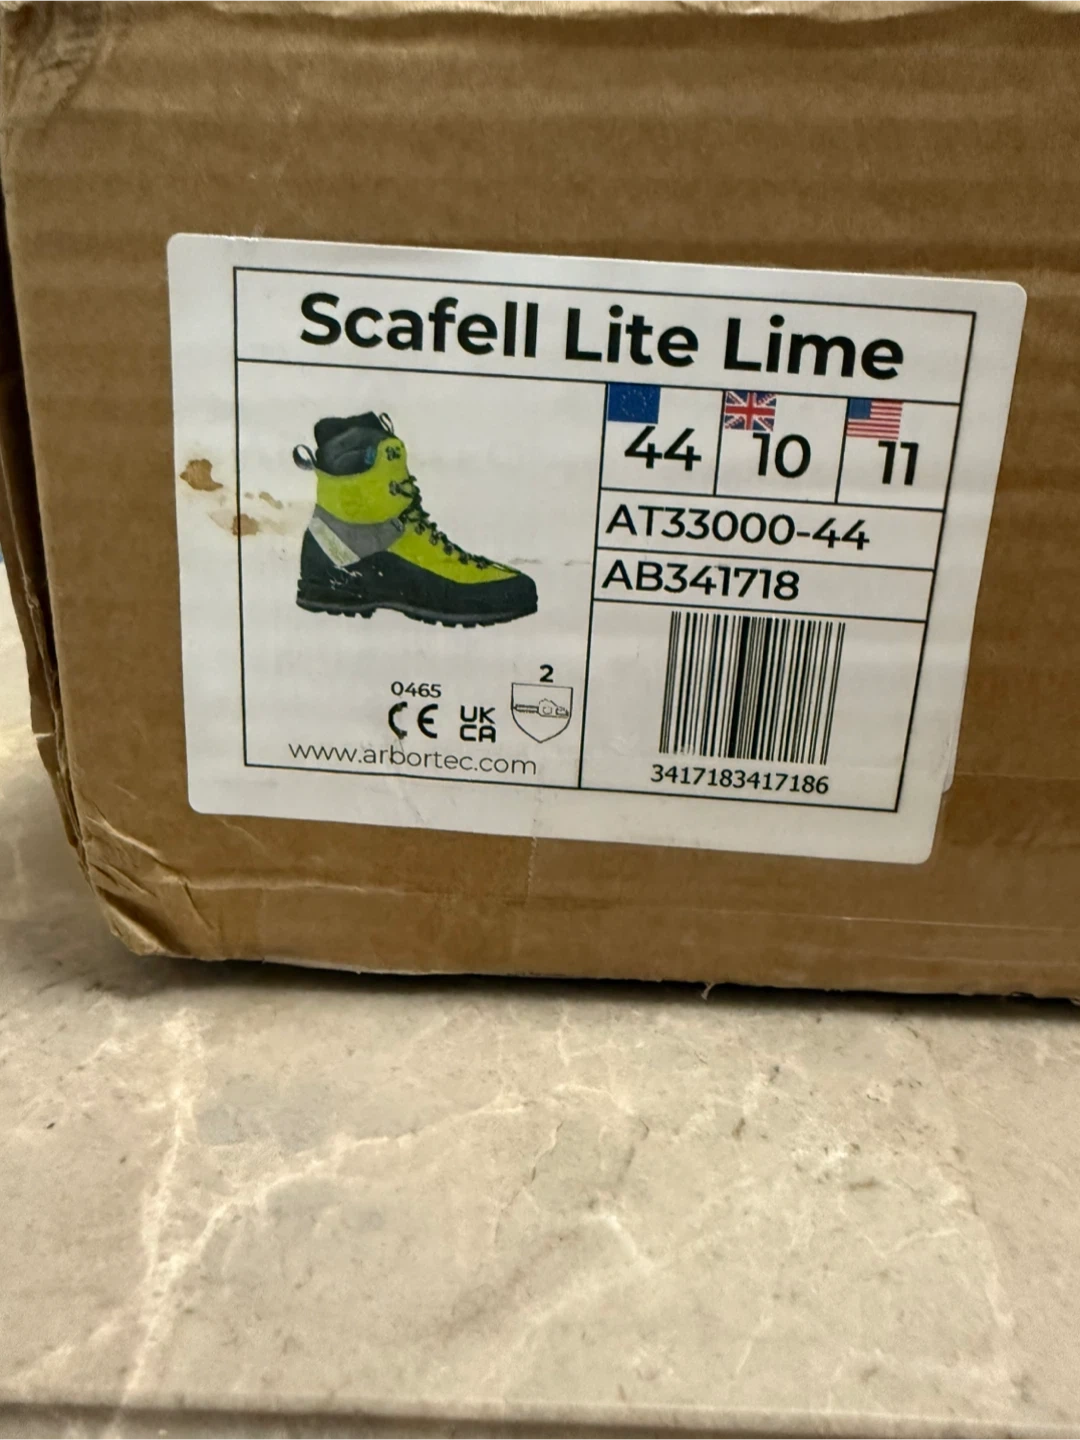 Scafell Lite Lime
44 10 11
AT33000-44
AB341718
3417183417186
2
0465
CE UK
CA
www.arbortec.com